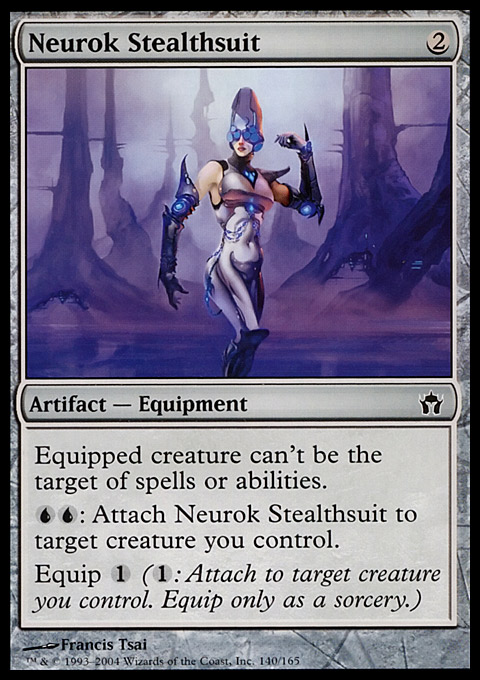 Neurok Stealthsuit 2
Artifact — Equipment
Equipped creature can't be the
target of spells or abilities.
: Attach Neurok Stealthsuit to
target creature you control.
Equip 1 (1: Attach to target creature
you control. Equip only as a sorcery.)
Francis Tsai
™ & © 1993–2004 Wizards of the Coast, Inc. 140/165